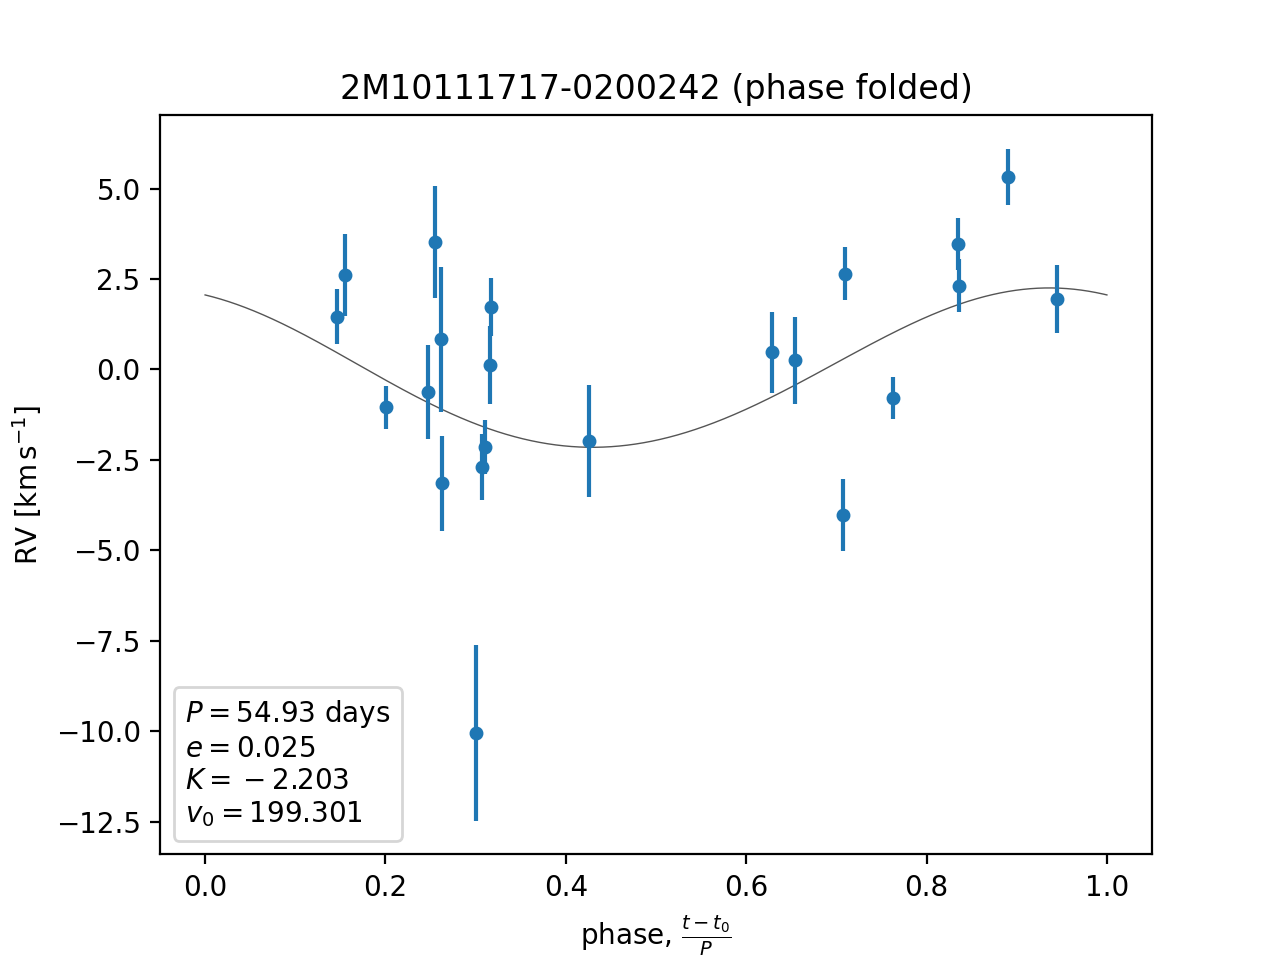 2M10111717-0200242 (phase folded)
5.0
2.5
0.0
−2.5
−5.0
−7.5
−10.0
−12.5
RV [km s⁻¹]
P = 54.93 days
e = 0.025
K = −2.203
v₀ = 199.301
0.0 0.2 0.4 0.6 0.8 1.0
phase, (t − t₀)/P